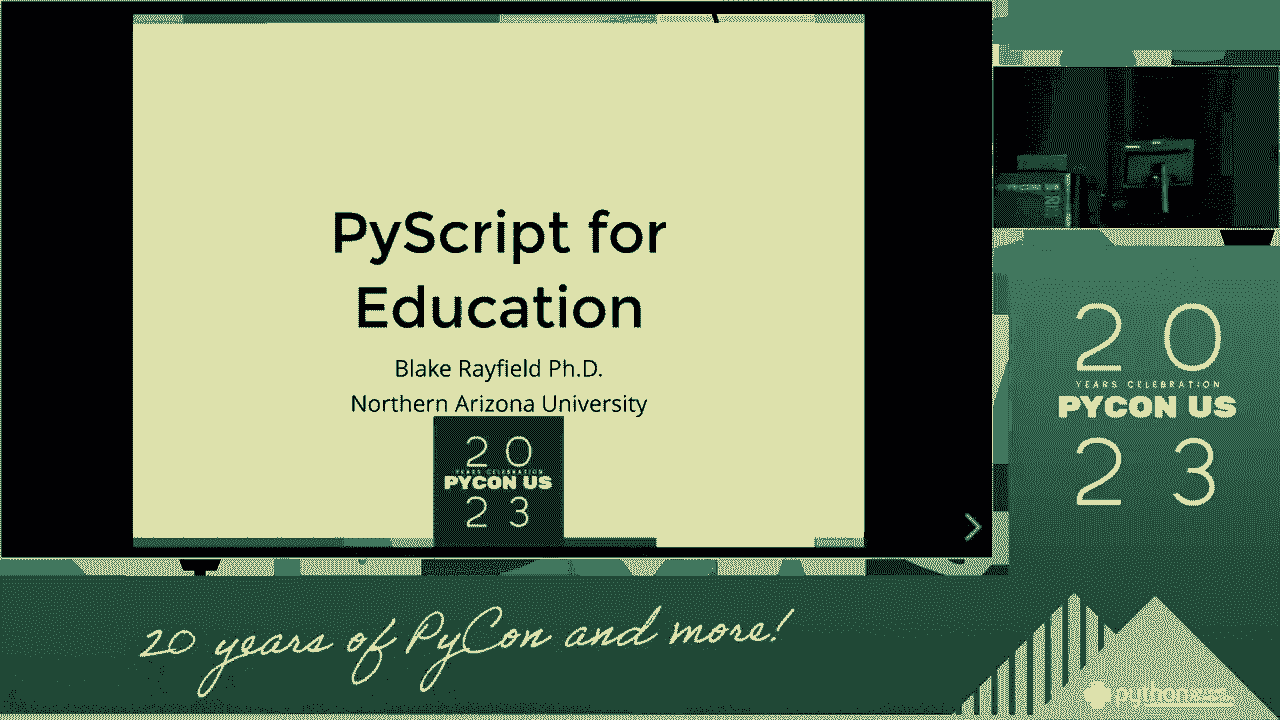 PyScript for
Education
Blake Rayfield Ph.D.
Northern Arizona University
20
YEARS CELEBRATION
PYCON US
23
20
YEARS CELEBRATION
PYCON US
23
20 years of PyCon and more!
python